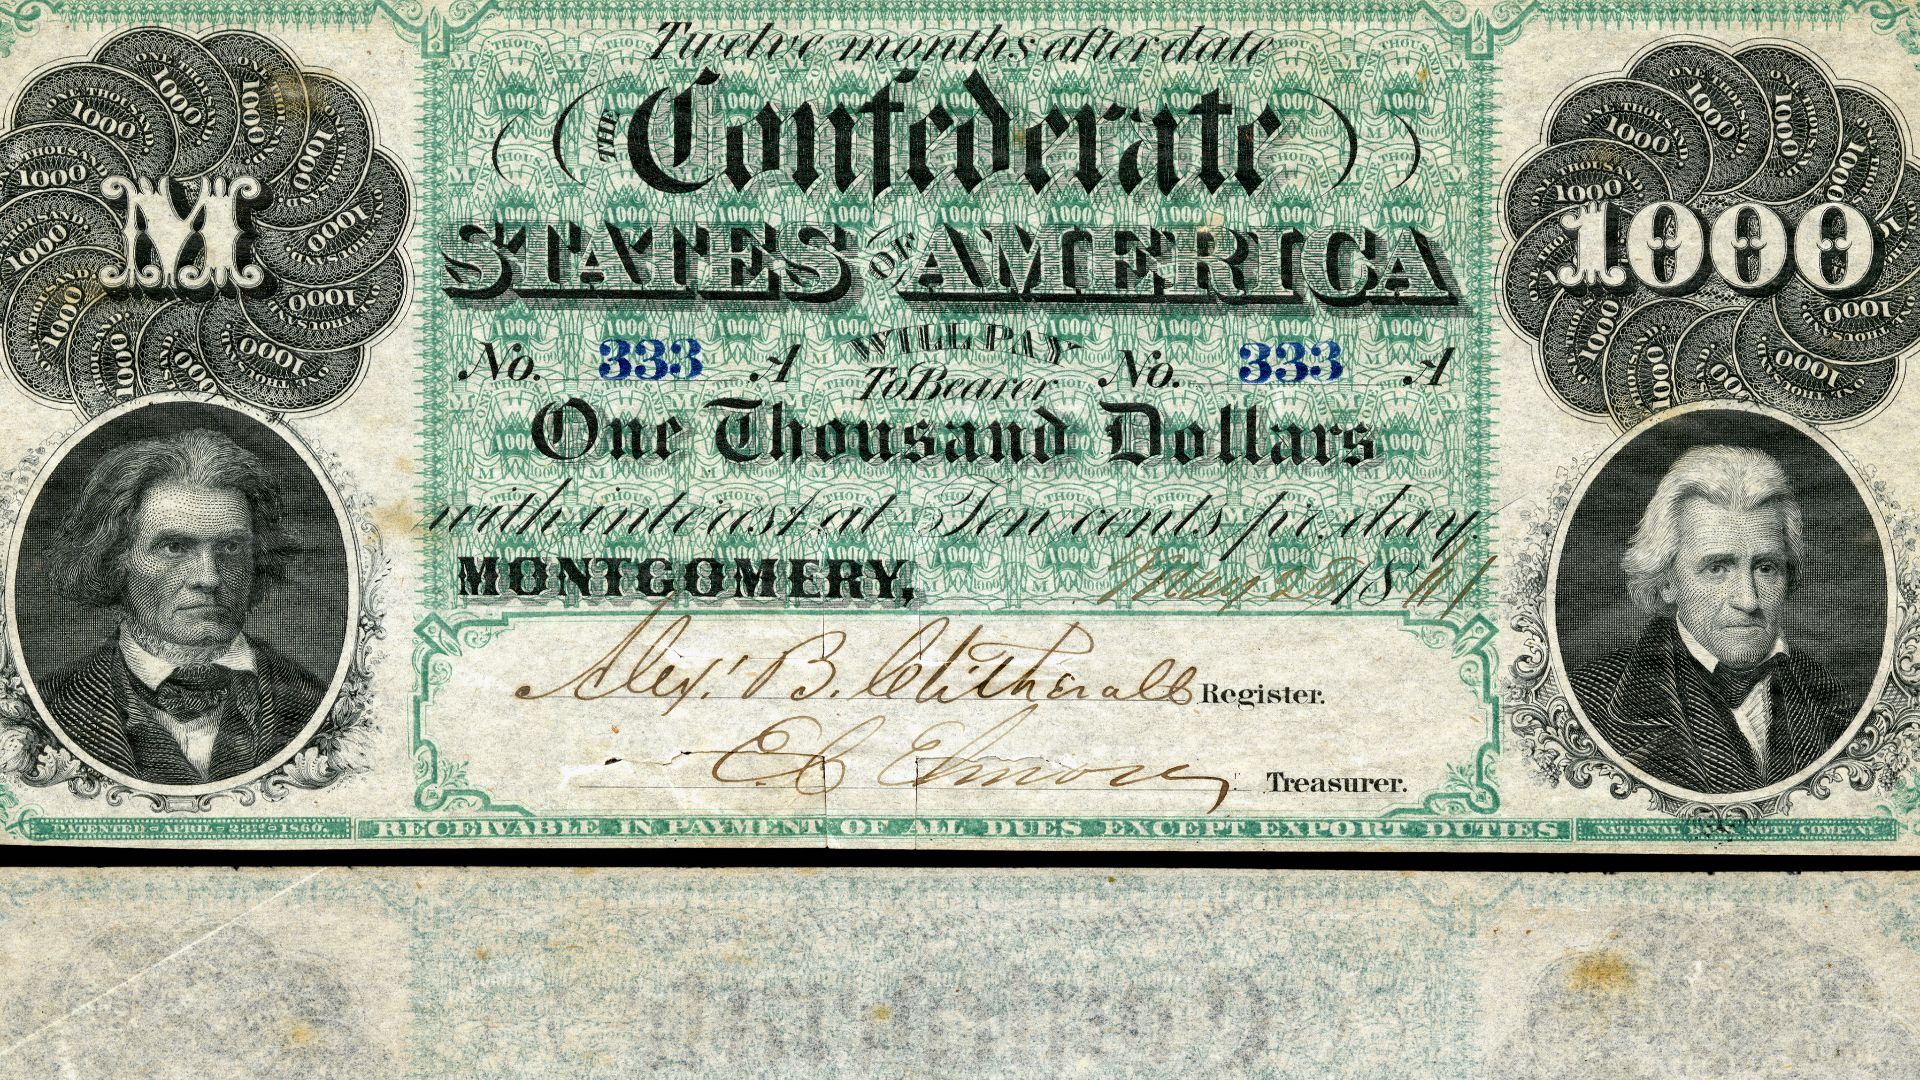 Twelve months after date
THE Confederate
STATES OF AMERICA
No. 333 A WILL PAY No. 333 A
To Bearer
One Thousand Dollars
with interest at Ten cents pr. day.
MONTGOMERY, May 28 1861
M
1000
ONE THOUSAND 1000
Alexr. B. Clitherall Register.
E C Elmore Treasurer.
PATENTED-APRIL-23RD-1860.
RECEIVABLE IN PAYMENT OF ALL DUES EXCEPT EXPORT DUTIES
NATIONAL BANK NOTE COMPANY